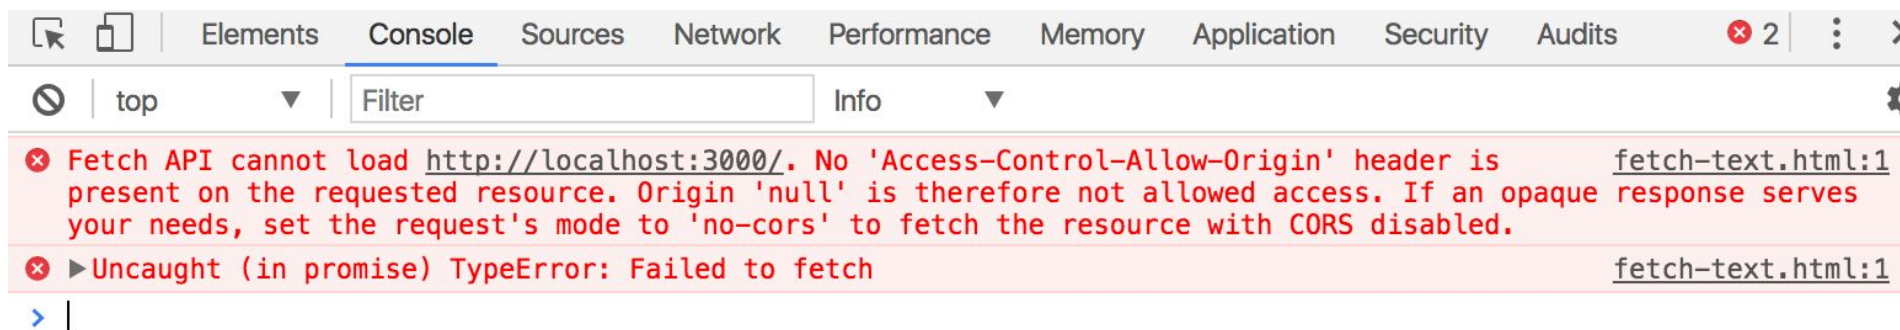 Elements Console Sources Network Performance Memory Application Security Audits 2
top Filter Info
Fetch API cannot load http://localhost:3000/. No 'Access-Control-Allow-Origin' header is fetch-text.html:1
present on the requested resource. Origin 'null' is therefore not allowed access. If an opaque response serves
your needs, set the request's mode to 'no-cors' to fetch the resource with CORS disabled.
Uncaught (in promise) TypeError: Failed to fetch fetch-text.html:1